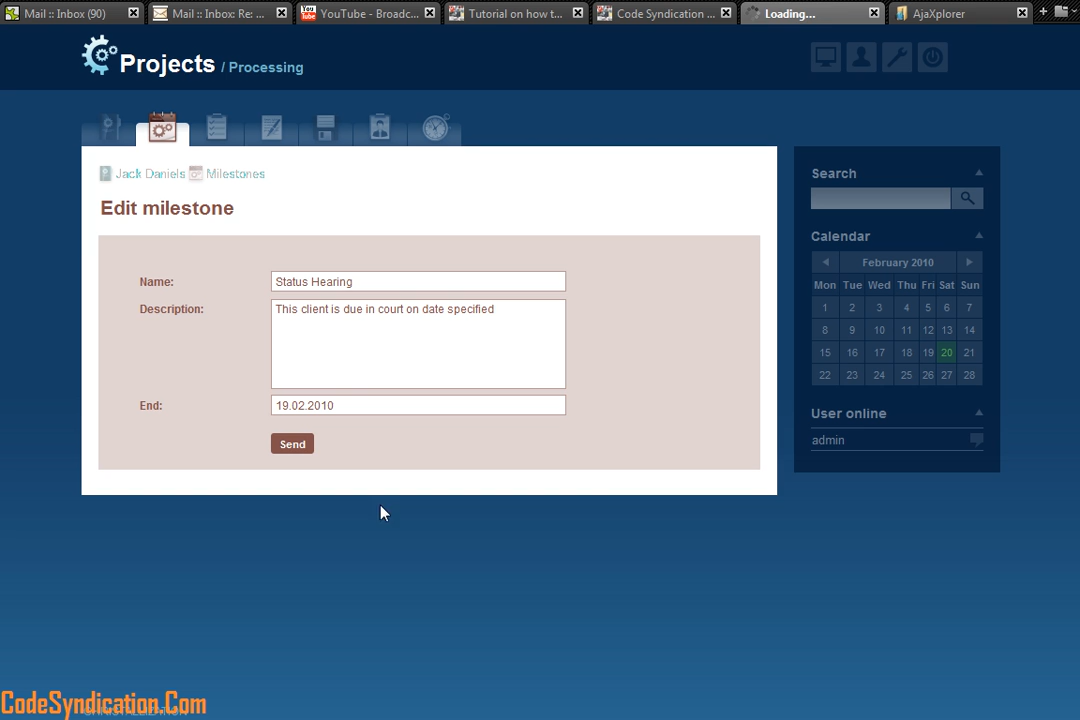 Mail :: Inbox (90)
Mail :: Inbox: Re: ...
YouTube - Broadc...
Tutorial on how t...
Code Syndication ...
Loading...
AjaXplorer
Projects / Processing
Jack Daniels Milestones
Edit milestone
Name: Status Hearing
Description: This client is due in court on date specified
End: 19.02.2010
Send
Search
Calendar
February 2010
Mon Tue Wed Thu Fri Sat Sun
1 2 3 4 5 6 7
8 9 10 11 12 13 14
15 16 17 18 19 20 21
22 23 24 25 26 27 28
User online
admin
CodeSyndication.Com